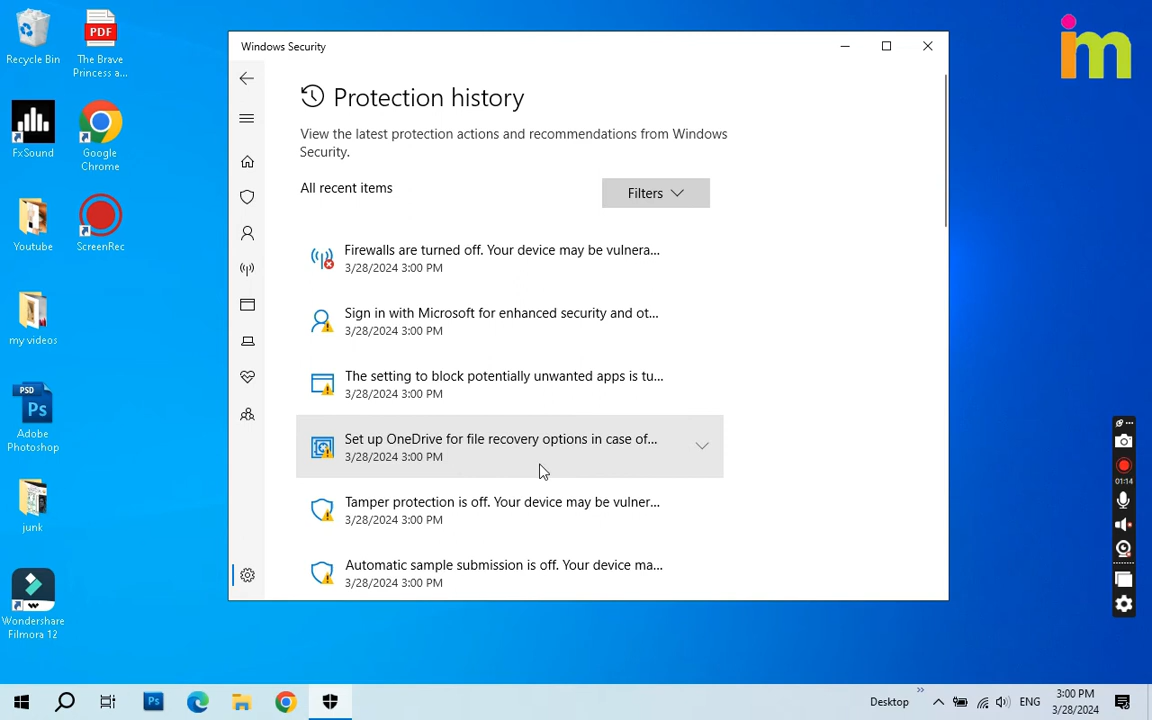 Recycle Bin
The Brave
Princess a...
PDF
FxSound
Google
Chrome
Youtube
ScreenRec
my videos
PSD
Ps
Adobe
Photoshop
junk
Wondershare
Filmora 12
Windows Security
Protection history
View the latest protection actions and recommendations from Windows
Security.
All recent items
Filters
Firewalls are turned off. Your device may be vulnera...
3/28/2024 3:00 PM
Sign in with Microsoft for enhanced security and ot...
3/28/2024 3:00 PM
The setting to block potentially unwanted apps is tu...
3/28/2024 3:00 PM
Set up OneDrive for file recovery options in case of...
3/28/2024 3:00 PM
Tamper protection is off. Your device may be vulner...
3/28/2024 3:00 PM
Automatic sample submission is off. Your device ma...
3/28/2024 3:00 PM
im
01:14
Ps
Desktop
ENG
3:00 PM
3/28/2024